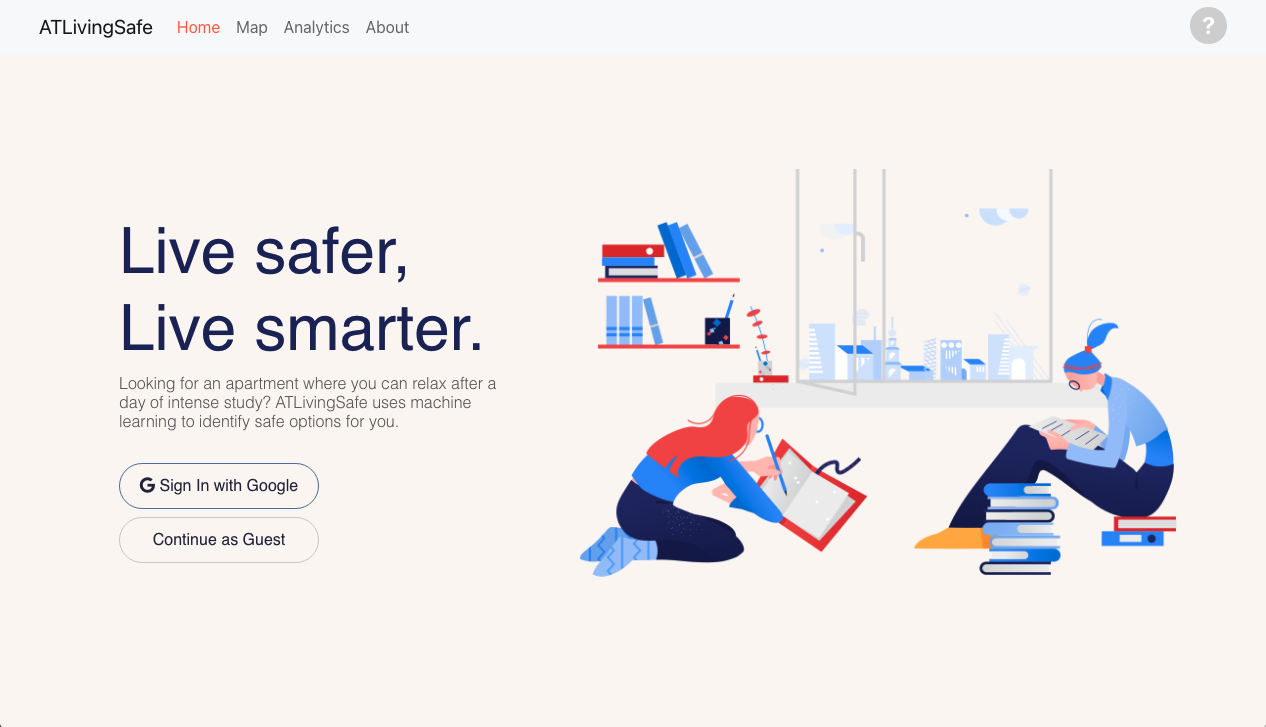 ATLivingSafe Home Map Analytics About ?
Live safer,
Live smarter.
Looking for an apartment where you can relax after a
day of intense study? ATLivingSafe uses machine
learning to identify safe options for you.
G Sign In with Google
Continue as Guest